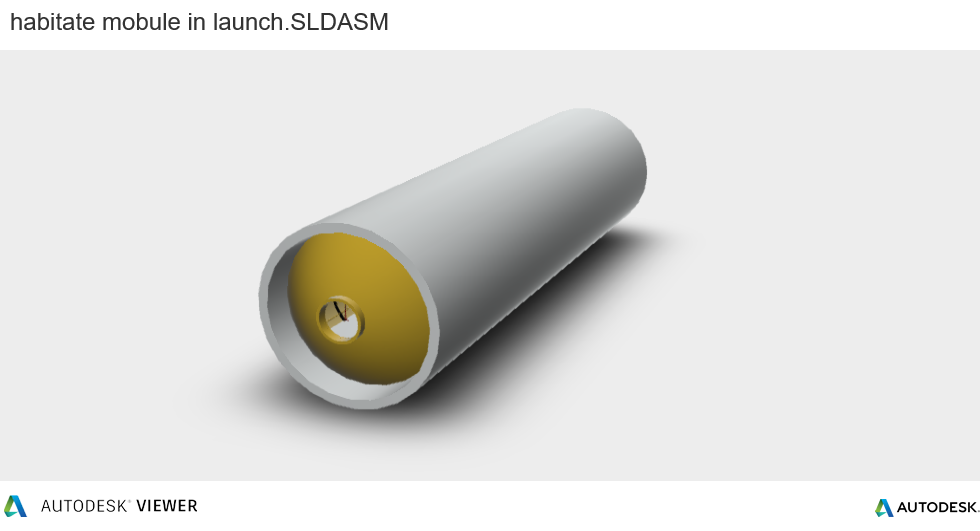 habitate mobule in launch.SLDASM
AUTODESK® VIEWER
AUTODESK